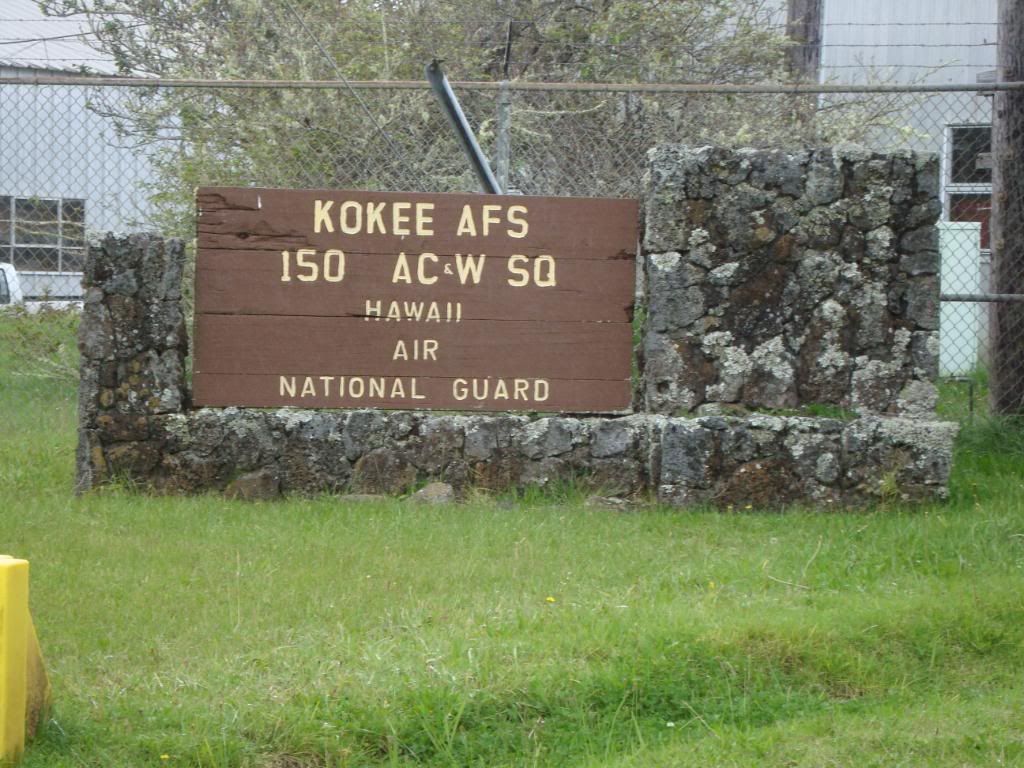 KOKEE AFS
150 AC&W SQ
HAWAII
AIR
NATIONAL GUARD